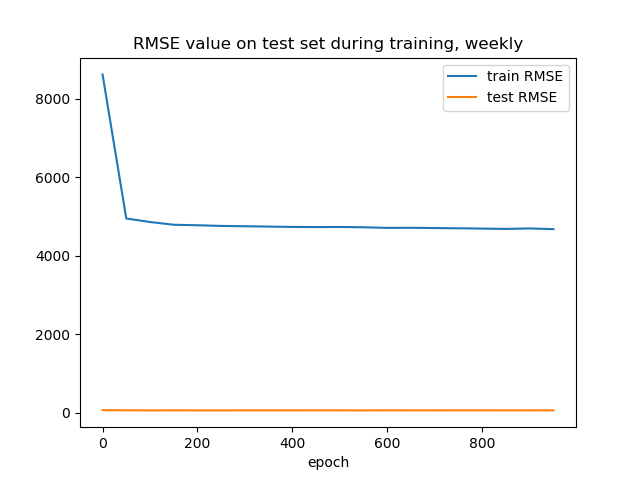 RMSE value on test set during training, weekly
train RMSE
test RMSE
8000
6000
4000
2000
0
0 200 400 600 800
epoch